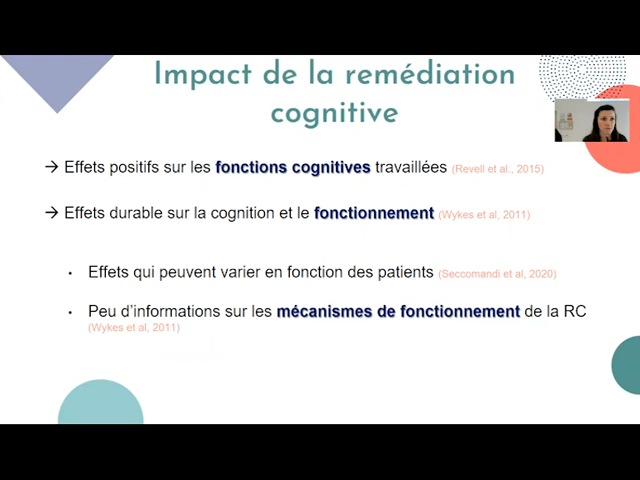 Impact de la remédiation
cognitive
→ Effets positifs sur les fonctions cognitives travaillées (Revell et al., 2015)
→ Effets durable sur la cognition et le fonctionnement (Wykes et al, 2011)
• Effets qui peuvent varier en fonction des patients (Seccomandi et al, 2020)
• Peu d'informations sur les mécanismes de fonctionnement de la RC
(Wykes et al, 2011)